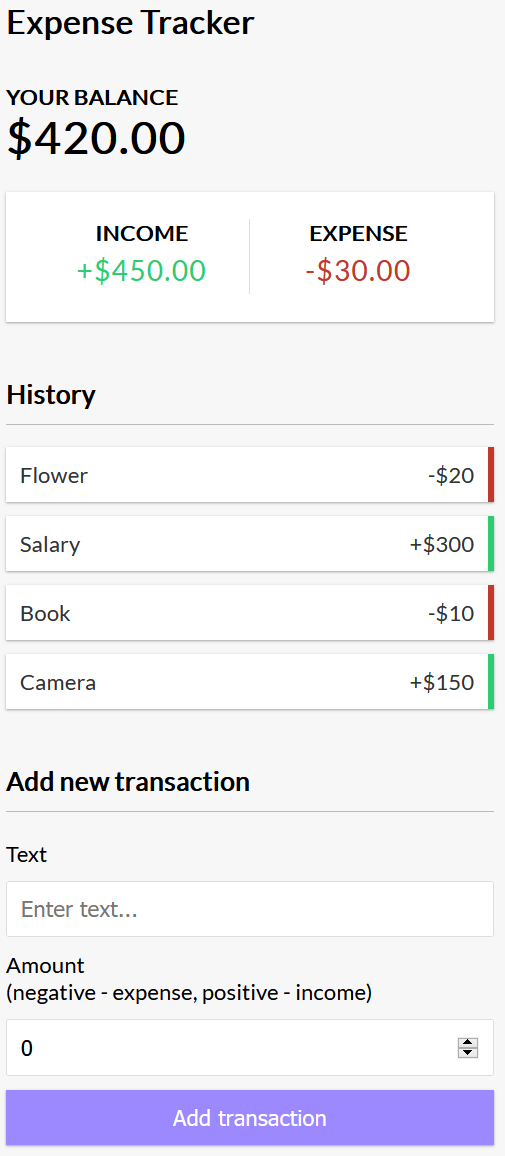 Expense Tracker
YOUR BALANCE
$420.00
INCOME EXPENSE
+$450.00 -$30.00
History
Flower -$20
Salary +$300
Book -$10
Camera +$150
Add new transaction
Text
Enter text...
Amount
(negative - expense, positive - income)
0
Add transaction